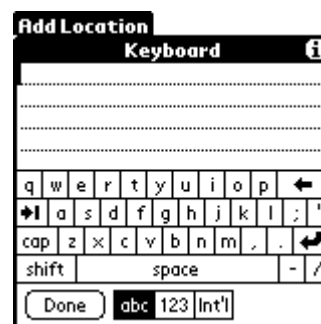 Add Location
Keyboard i
q w e r t y u i o p ←
→| a s d f g h j k l ; '
cap z x c v b n m , . ↵
shift space - /
Done abc 123 Int'l